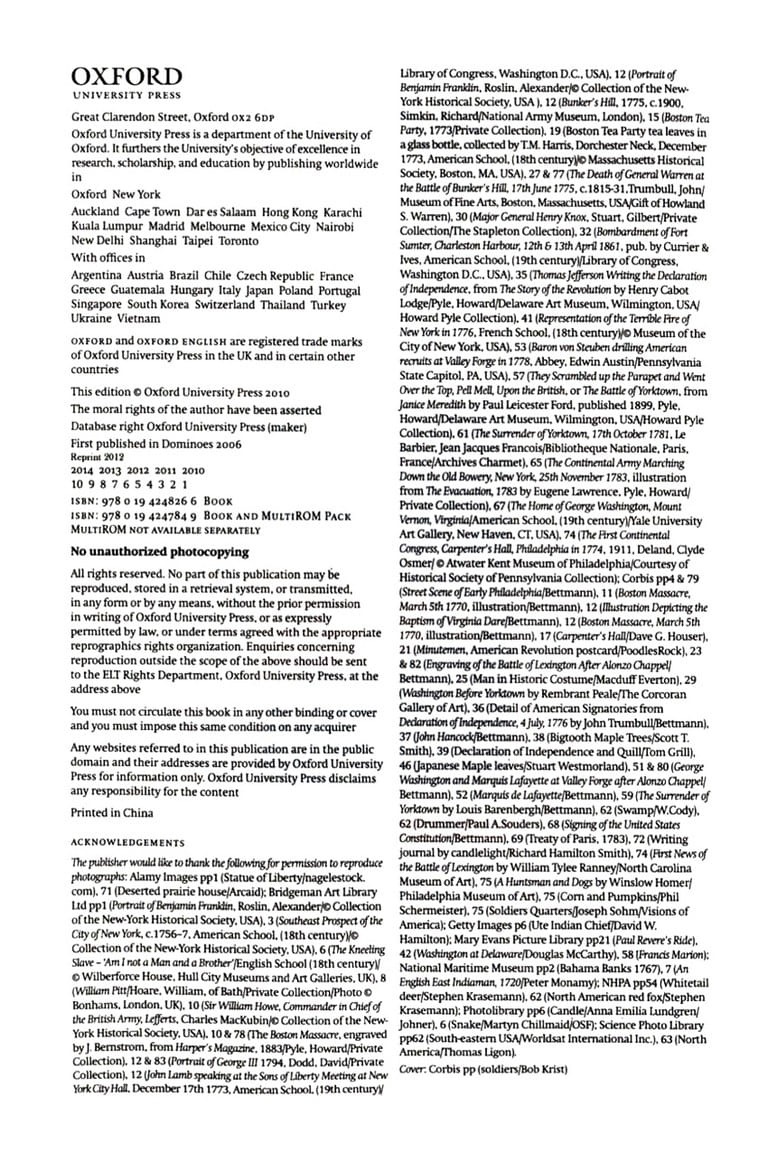 OXFORD
UNIVERSITY PRESS
Great Clarendon Street, Oxford OX2 6DP
Oxford University Press is a department of the University of
Oxford. It furthers the University's objective of excellence in
research, scholarship, and education by publishing worldwide
in
Oxford New York
Auckland Cape Town Dar es Salaam Hong Kong Karachi
Kuala Lumpur Madrid Melbourne Mexico City Nairobi
New Delhi Shanghai Taipei Toronto
With offices in
Argentina Austria Brazil Chile Czech Republic France
Greece Guatemala Hungary Italy Japan Poland Portugal
Singapore South Korea Switzerland Thailand Turkey
Ukraine Vietnam
OXFORD and OXFORD ENGLISH are registered trade marks
of Oxford University Press in the UK and in certain other
countries
This edition © Oxford University Press 2010
The moral rights of the author have been asserted
Database right Oxford University Press (maker)
First published in Dominoes 2006
Reprint 2012
2014 2013 2012 2011 2010
10 9 8 7 6 5 4 3 2 1
ISBN: 978 0 19 424826 6 BOOK
ISBN: 978 0 19 424784 9 BOOK AND MULTIROM PACK
MULTIROM NOT AVAILABLE SEPARATELY
No unauthorized photocopying
All rights reserved. No part of this publication may be
reproduced, stored in a retrieval system, or transmitted,
in any form or by any means, without the prior permission
in writing of Oxford University Press, or as expressly
permitted by law, or under terms agreed with the appropriate
reprographics rights organization. Enquiries concerning
reproduction outside the scope of the above should be sent
to the ELT Rights Department, Oxford University Press, at the
address above
You must not circulate this book in any other binding or cover
and you must impose this same condition on any acquirer
Any websites referred to in this publication are in the public
domain and their addresses are provided by Oxford University
Press for information only. Oxford University Press disclaims
any responsibility for the content
Printed in China
ACKNOWLEDGEMENTS
The publisher would like to thank the following for permission to reproduce
photographs: Alamy Images pp1 (Statue of Liberty/nagelestock.
com), 71 (Deserted prairie house/Arcaid); Bridgeman Art Library
Ltd pp1 (Portrait of Benjamin Franklin, Roslin, Alexander/© Collection
of the New-York Historical Society, USA), 3 (Southeast Prospect of the
City of New York, c.1756-7, American School, (18th century)/©
Collection of the New-York Historical Society, USA), 6 (The Kneeling
Slave – 'Am I not a Man and a Brother'/English School (18th century)/
© Wilberforce House, Hull City Museums and Art Galleries, UK), 8
(William Pitt/Hoare, William, of Bath/Private Collection/Photo ©
Bonhams, London, UK), 10 (Sir William Howe, Commander in Chief of
the British Army, Lefferts, Charles MacKubin/© Collection of the New-
York Historical Society, USA), 10 & 78 (The Boston Massacre, engraved
by J. Bernstrom, from Harper's Magazine, 1883/Pyle, Howard/Private
Collection), 12 & 83 (Portrait of George III 1794, Dodd, David/Private
Collection), 12 (John Lamb speaking at the Sons of Liberty Meeting at New
York City Hall, December 17th 1773, American School, (19th century)/
Library of Congress, Washington D.C., USA), 12 (Portrait of
Benjamin Franklin, Roslin, Alexander/© Collection of the New-
York Historical Society, USA ), 12 (Bunker's Hill, 1775, c.1900,
Simkin, Richard/National Army Museum, London), 15 (Boston Tea
Party, 1773/Private Collection), 19 (Boston Tea Party tea leaves in
a glass bottle, collected by T.M. Harris, Dorchester Neck, December
1773, American School, (18th century)/© Massachusetts Historical
Society, Boston, MA, USA), 27 & 77 (The Death of General Warren at
the Battle of Bunker's Hill, 17th June 1775, c.1815-31,Trumbull, John/
Museum of Fine Arts, Boston, Massachusetts, USA/Gift of Howland
S. Warren), 30 (Major General Henry Knox, Stuart, Gilbert/Private
Collection/The Stapleton Collection), 32 (Bombardment of Fort
Sumter, Charleston Harbour, 12th & 13th April 1861, pub. by Currier &
Ives, American School, (19th century)/Library of Congress,
Washington D.C., USA), 35 (Thomas Jefferson Writing the Declaration
of Independence, from The Story of the Revolution by Henry Cabot
Lodge/Pyle, Howard/Delaware Art Museum, Wilmington, USA/
Howard Pyle Collection), 41 (Representation of the Terrible Fire of
New York in 1776, French School, (18th century)/© Museum of the
City of New York, USA), 53 (Baron von Steuben drilling American
recruits at Valley Forge in 1778, Abbey, Edwin Austin/Pennsylvania
State Capitol, PA, USA), 57 (They Scrambled up the Parapet and Went
Over the Top, Pell Mell, Upon the British, or The Battle of Yorktown, from
Janice Meredith by Paul Leicester Ford, published 1899, Pyle,
Howard/Delaware Art Museum, Wilmington, USA/Howard Pyle
Collection), 61 (The Surrender of Yorktown, 17th October 1781, Le
Barbier, Jean Jacques Francois/Bibliotheque Nationale, Paris,
France/Archives Charmet), 65 (The Continental Army Marching
Down the Old Bowery, New York, 25th November 1783, illustration
from The Evacuation, 1783 by Eugene Lawrence, Pyle, Howard/
Private Collection), 67 (The Home of George Washington, Mount
Vernon, Virginia/American School, (19th century)/Yale University
Art Gallery, New Haven, CT, USA), 74 (The First Continental
Congress, Carpenter's Hall, Philadelphia in 1774, 1911, Deland, Clyde
Osmer/ © Atwater Kent Museum of Philadelphia/Courtesy of
Historical Society of Pennsylvania Collection); Corbis pp4 & 79
(Street Scene of Early Philadelphia/Bettmann), 11 (Boston Massacre,
March 5th 1770, illustration/Bettmann), 12 (Illustration Depicting the
Baptism of Virginia Dare/Bettmann), 12 (Boston Massacre, March 5th
1770, illustration/Bettmann), 17 (Carpenter's Hall/Dave G. Houser),
21 (Minutemen, American Revolution postcard/PoodlesRock), 23
& 82 (Engraving of the Battle of Lexington After Alonzo Chappel/
Bettmann), 25 (Man in Historic Costume/Macduff Everton), 29
(Washington Before Yorktown by Rembrant Peale/The Corcoran
Gallery of Art), 36 (Detail of American Signatories from
Declaration of Independence, 4 July, 1776 by John Trumbull/Bettmann),
37 (John Hancock/Bettmann), 38 (Bigtooth Maple Trees/Scott T.
Smith), 39 (Declaration of Independence and Quill/Tom Grill),
46 (Japanese Maple leaves/Stuart Westmorland), 51 & 80 (George
Washington and Marquis Lafayette at Valley Forge after Alonzo Chappel/
Bettmann), 52 (Marquis de Lafayette/Bettmann), 59 (The Surrender of
Yorktown by Louis Barenbergh/Bettmann), 62 (Swamp/W.Cody),
62 (Drummer/Paul A.Souders), 68 (Signing of the United States
Constitution/Bettmann), 69 (Treaty of Paris, 1783), 72 (Writing
journal by candlelight/Richard Hamilton Smith), 74 (First News of
the Battle of Lexington by William Tylee Ranney/North Carolina
Museum of Art), 75 (A Huntsman and Dogs by Winslow Homer/
Philadelphia Museum of Art), 75 (Corn and Pumpkins/Phil
Schermeister), 75 (Soldiers Quarters/Joseph Sohm/Visions of
America); Getty Images p6 (Ute Indian Chief/David W.
Hamilton); Mary Evans Picture Library pp21 (Paul Revere's Ride),
42 (Washington at Delaware/Douglas McCarthy), 58 (Francis Marion);
National Maritime Museum pp2 (Bahama Banks 1767), 7 (An
English East Indiaman, 1720/Peter Monamy); NHPA pp54 (Whitetail
deer/Stephen Krasemann), 62 (North American red fox/Stephen
Krasemann); Photolibrary pp6 (Candle/Anna Emilia Lundgren/
Johner), 6 (Snake/Martyn Chillmaid/OSF); Science Photo Library
pp62 (South-eastern USA/Worldsat International Inc.), 63 (North
America/Thomas Ligon).
Cover: Corbis pp (soldiers/Bob Krist)